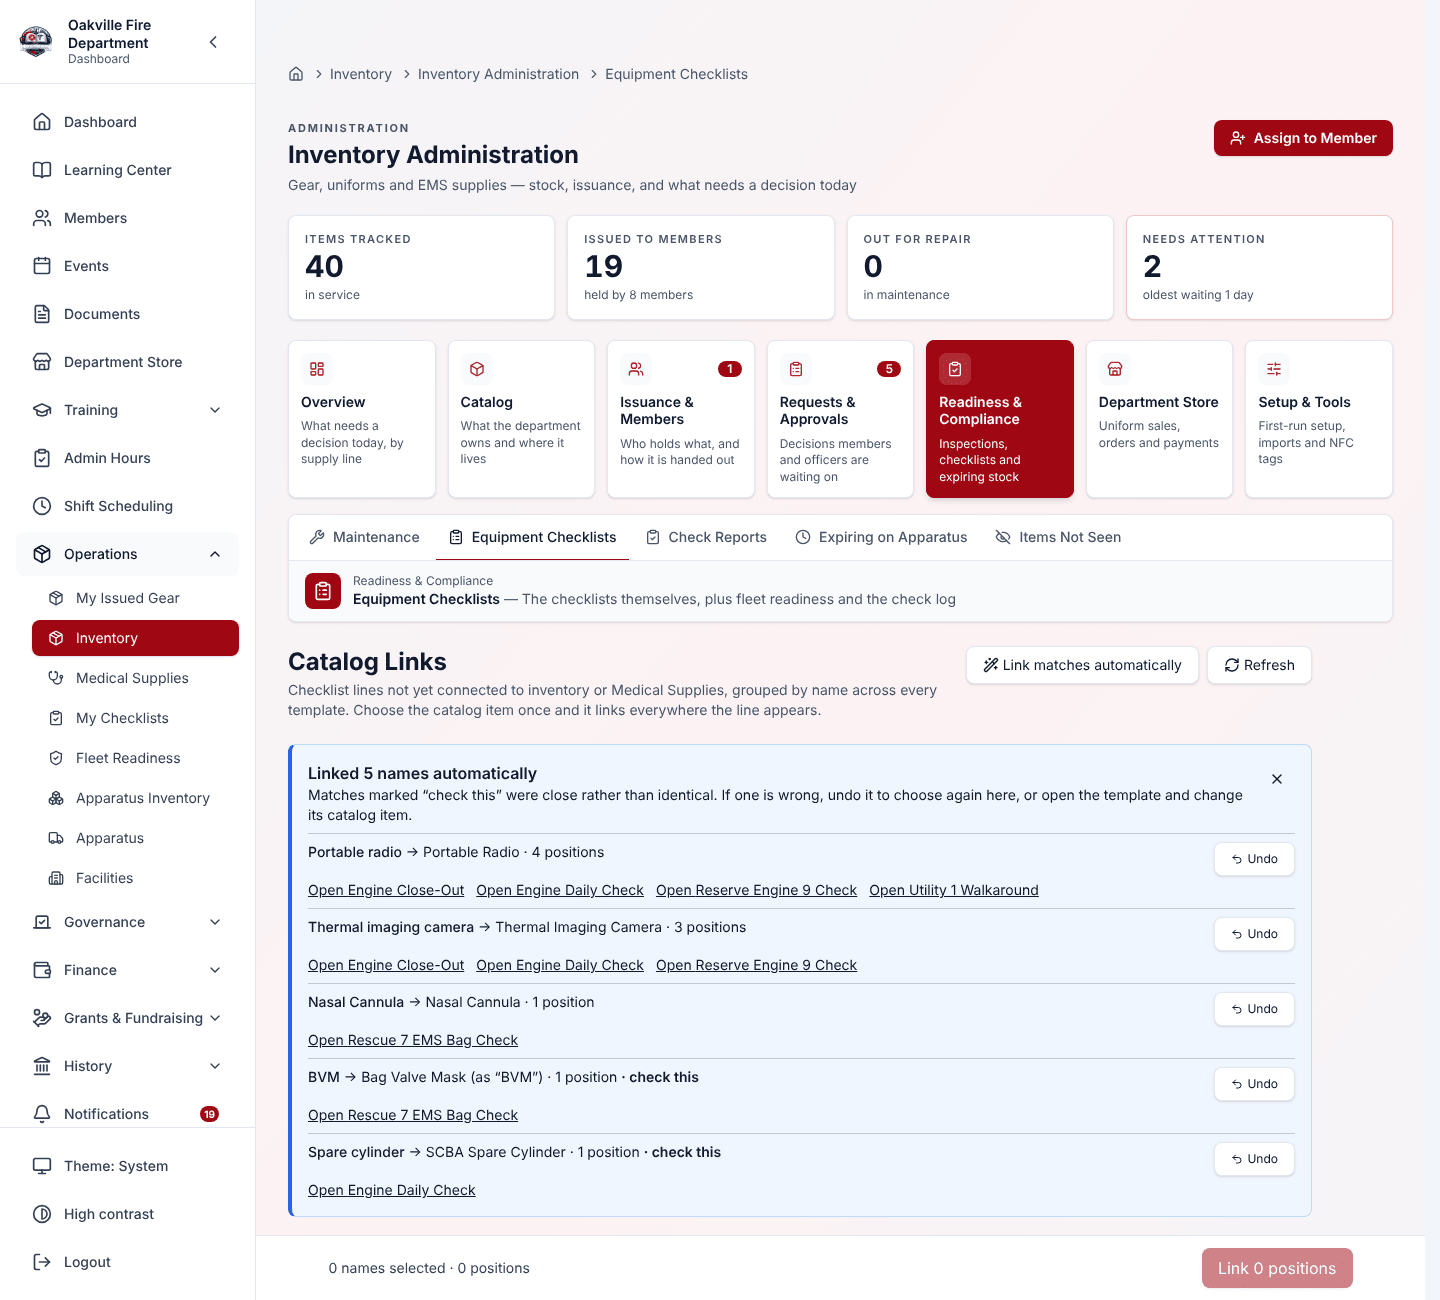 Oakville Fire
Department
Dashboard
Dashboard
Learning Center
Members
Events
Documents
Department Store
Training
Admin Hours
Shift Scheduling
Operations
My Issued Gear
Inventory
Medical Supplies
My Checklists
Fleet Readiness
Apparatus Inventory
Apparatus
Facilities
Governance
Finance
Grants & Fundraising
History
Notifications 19
Theme: System
High contrast
Logout
Inventory > Inventory Administration > Equipment Checklists
ADMINISTRATION
Inventory Administration
Gear, uniforms and EMS supplies — stock, issuance, and what needs a decision today
Assign to Member
ITEMS TRACKED
40
in service
ISSUED TO MEMBERS
19
held by 8 members
OUT FOR REPAIR
0
in maintenance
NEEDS ATTENTION
2
oldest waiting 1 day
Overview
What needs a
decision today, by
supply line
Catalog
What the department
owns and where it
lives
1
Issuance &
Members
Who holds what, and
how it is handed out
5
Requests &
Approvals
Decisions members
and officers are
waiting on
Readiness &
Compliance
Inspections,
checklists and
expiring stock
Department Store
Uniform sales,
orders and payments
Setup & Tools
First-run setup,
imports and NFC
tags
Maintenance Equipment Checklists Check Reports Expiring on Apparatus Items Not Seen
Readiness & Compliance
Equipment Checklists — The checklists themselves, plus fleet readiness and the check log
Catalog Links
Checklist lines not yet connected to inventory or Medical Supplies, grouped by name across every
template. Choose the catalog item once and it links everywhere the line appears.
Link matches automatically
Refresh
Linked 5 names automatically
Matches marked “check this” were close rather than identical. If one is wrong, undo it to choose again here, or open the template and change
its catalog item.
Portable radio → Portable Radio · 4 positions
Undo
Open Engine Close-Out Open Engine Daily Check Open Reserve Engine 9 Check Open Utility 1 Walkaround
Thermal imaging camera → Thermal Imaging Camera · 3 positions
Undo
Open Engine Close-Out Open Engine Daily Check Open Reserve Engine 9 Check
Nasal Cannula → Nasal Cannula · 1 position
Undo
Open Rescue 7 EMS Bag Check
BVM → Bag Valve Mask (as “BVM”) · 1 position · check this
Undo
Open Rescue 7 EMS Bag Check
Spare cylinder → SCBA Spare Cylinder · 1 position · check this
Undo
Open Engine Daily Check
0 names selected · 0 positions
Link 0 positions